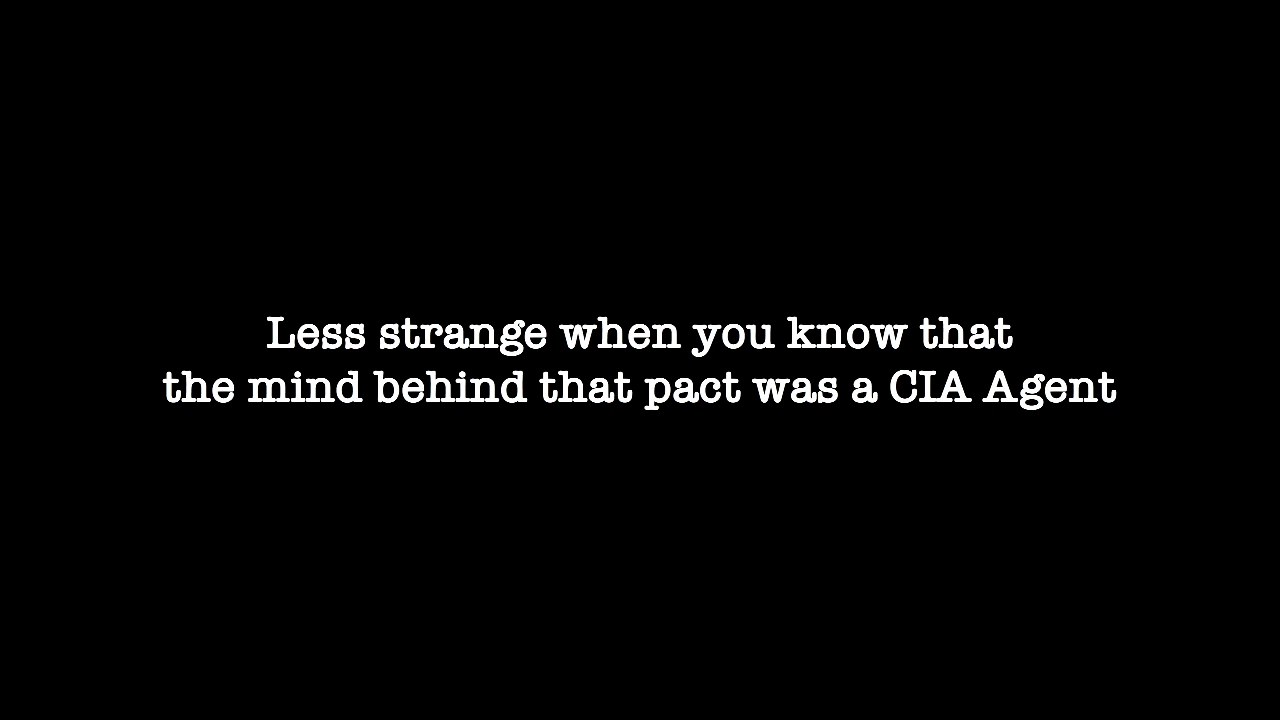 Less strange when you know that
the mind behind that pact was a CIA Agent